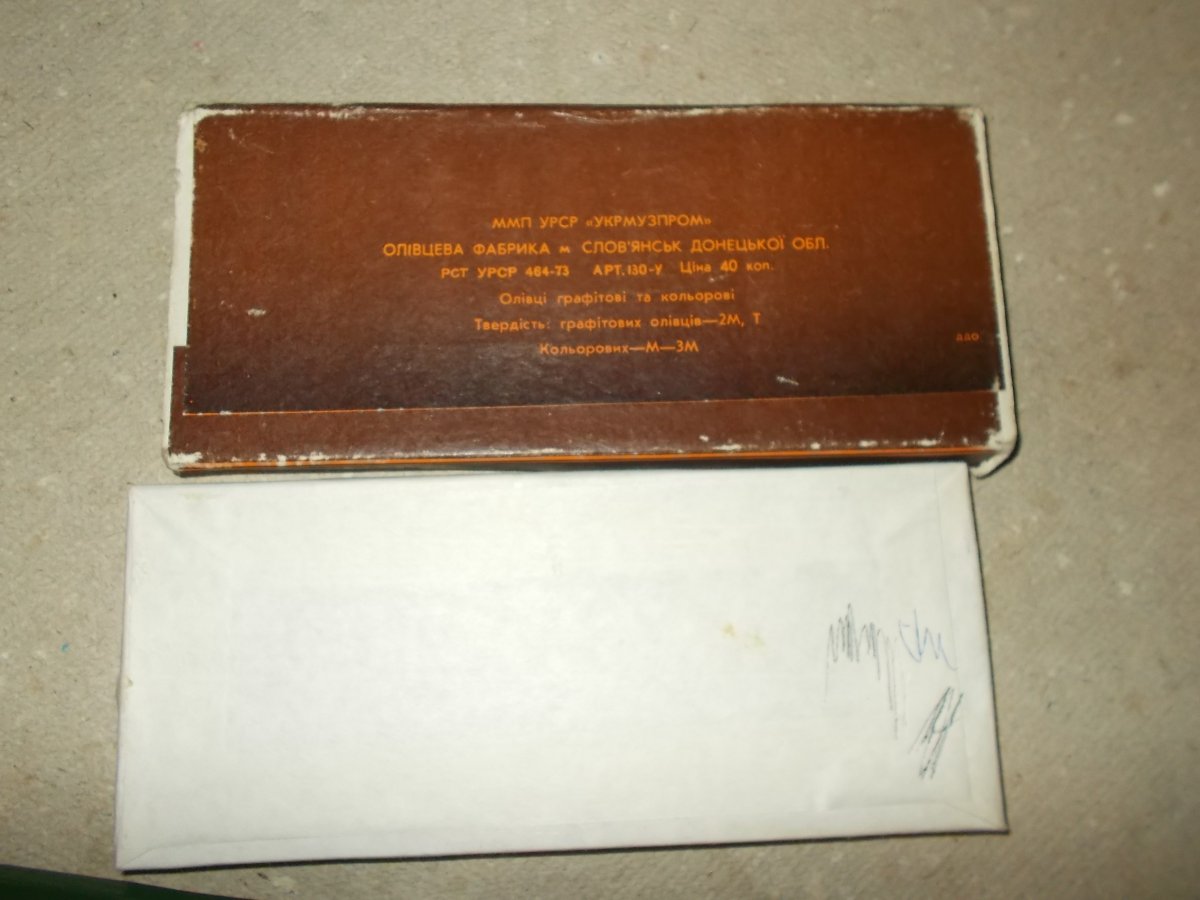 ММП УРСР «УКРМУЗПРОМ»
ОЛІВЦЕВА ФАБРИКА м СЛОВ'ЯНСЬК ДОНЕЦЬКОЇ ОБЛ.
РСТ УРСР 464-73 АРТ. 130-У Ціна 40 коп.
Олівці графітові та кольорові
Твердість: графітових олівців—2М, Т
Кольорових—М—3М